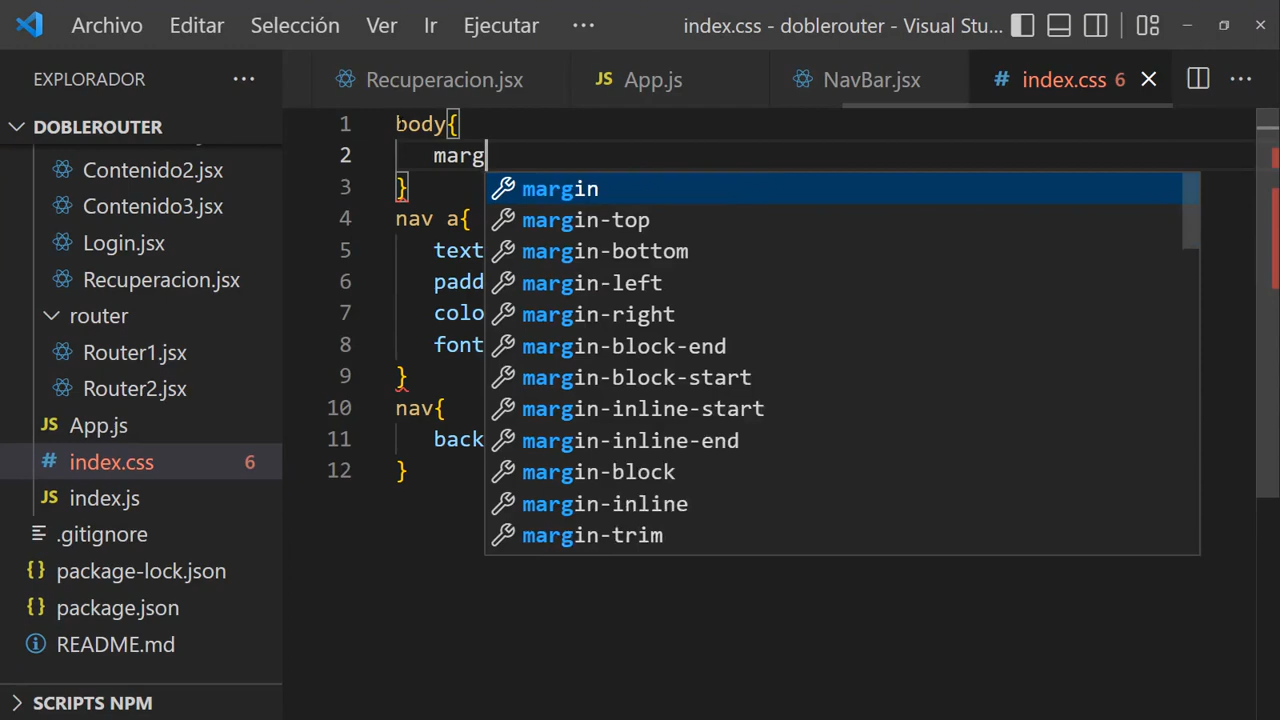 Archivo Editar Selección Ver Ir Ejecutar ··· index.css - doblerouter - Visual Stu...
EXPLORADOR ···
Recuperacion.jsx JS App.js NavBar.jsx # index.css 6
DOBLEROUTER
Contenido2.jsx
Contenido3.jsx
Login.jsx
Recuperacion.jsx
router
Router1.jsx
Router2.jsx
JS App.js
# index.css 6
JS index.js
.gitignore
{} package-lock.json
{} package.json
README.md
SCRIPTS NPM
1 body{
2 marg
3 }
4 nav a{
5 text
6 padd
7 colo
8 font
9 }
10 nav{
11 back
12 }
margin
margin-top
margin-bottom
margin-left
margin-right
margin-block-end
margin-block-start
margin-inline-start
margin-inline-end
margin-block
margin-inline
margin-trim